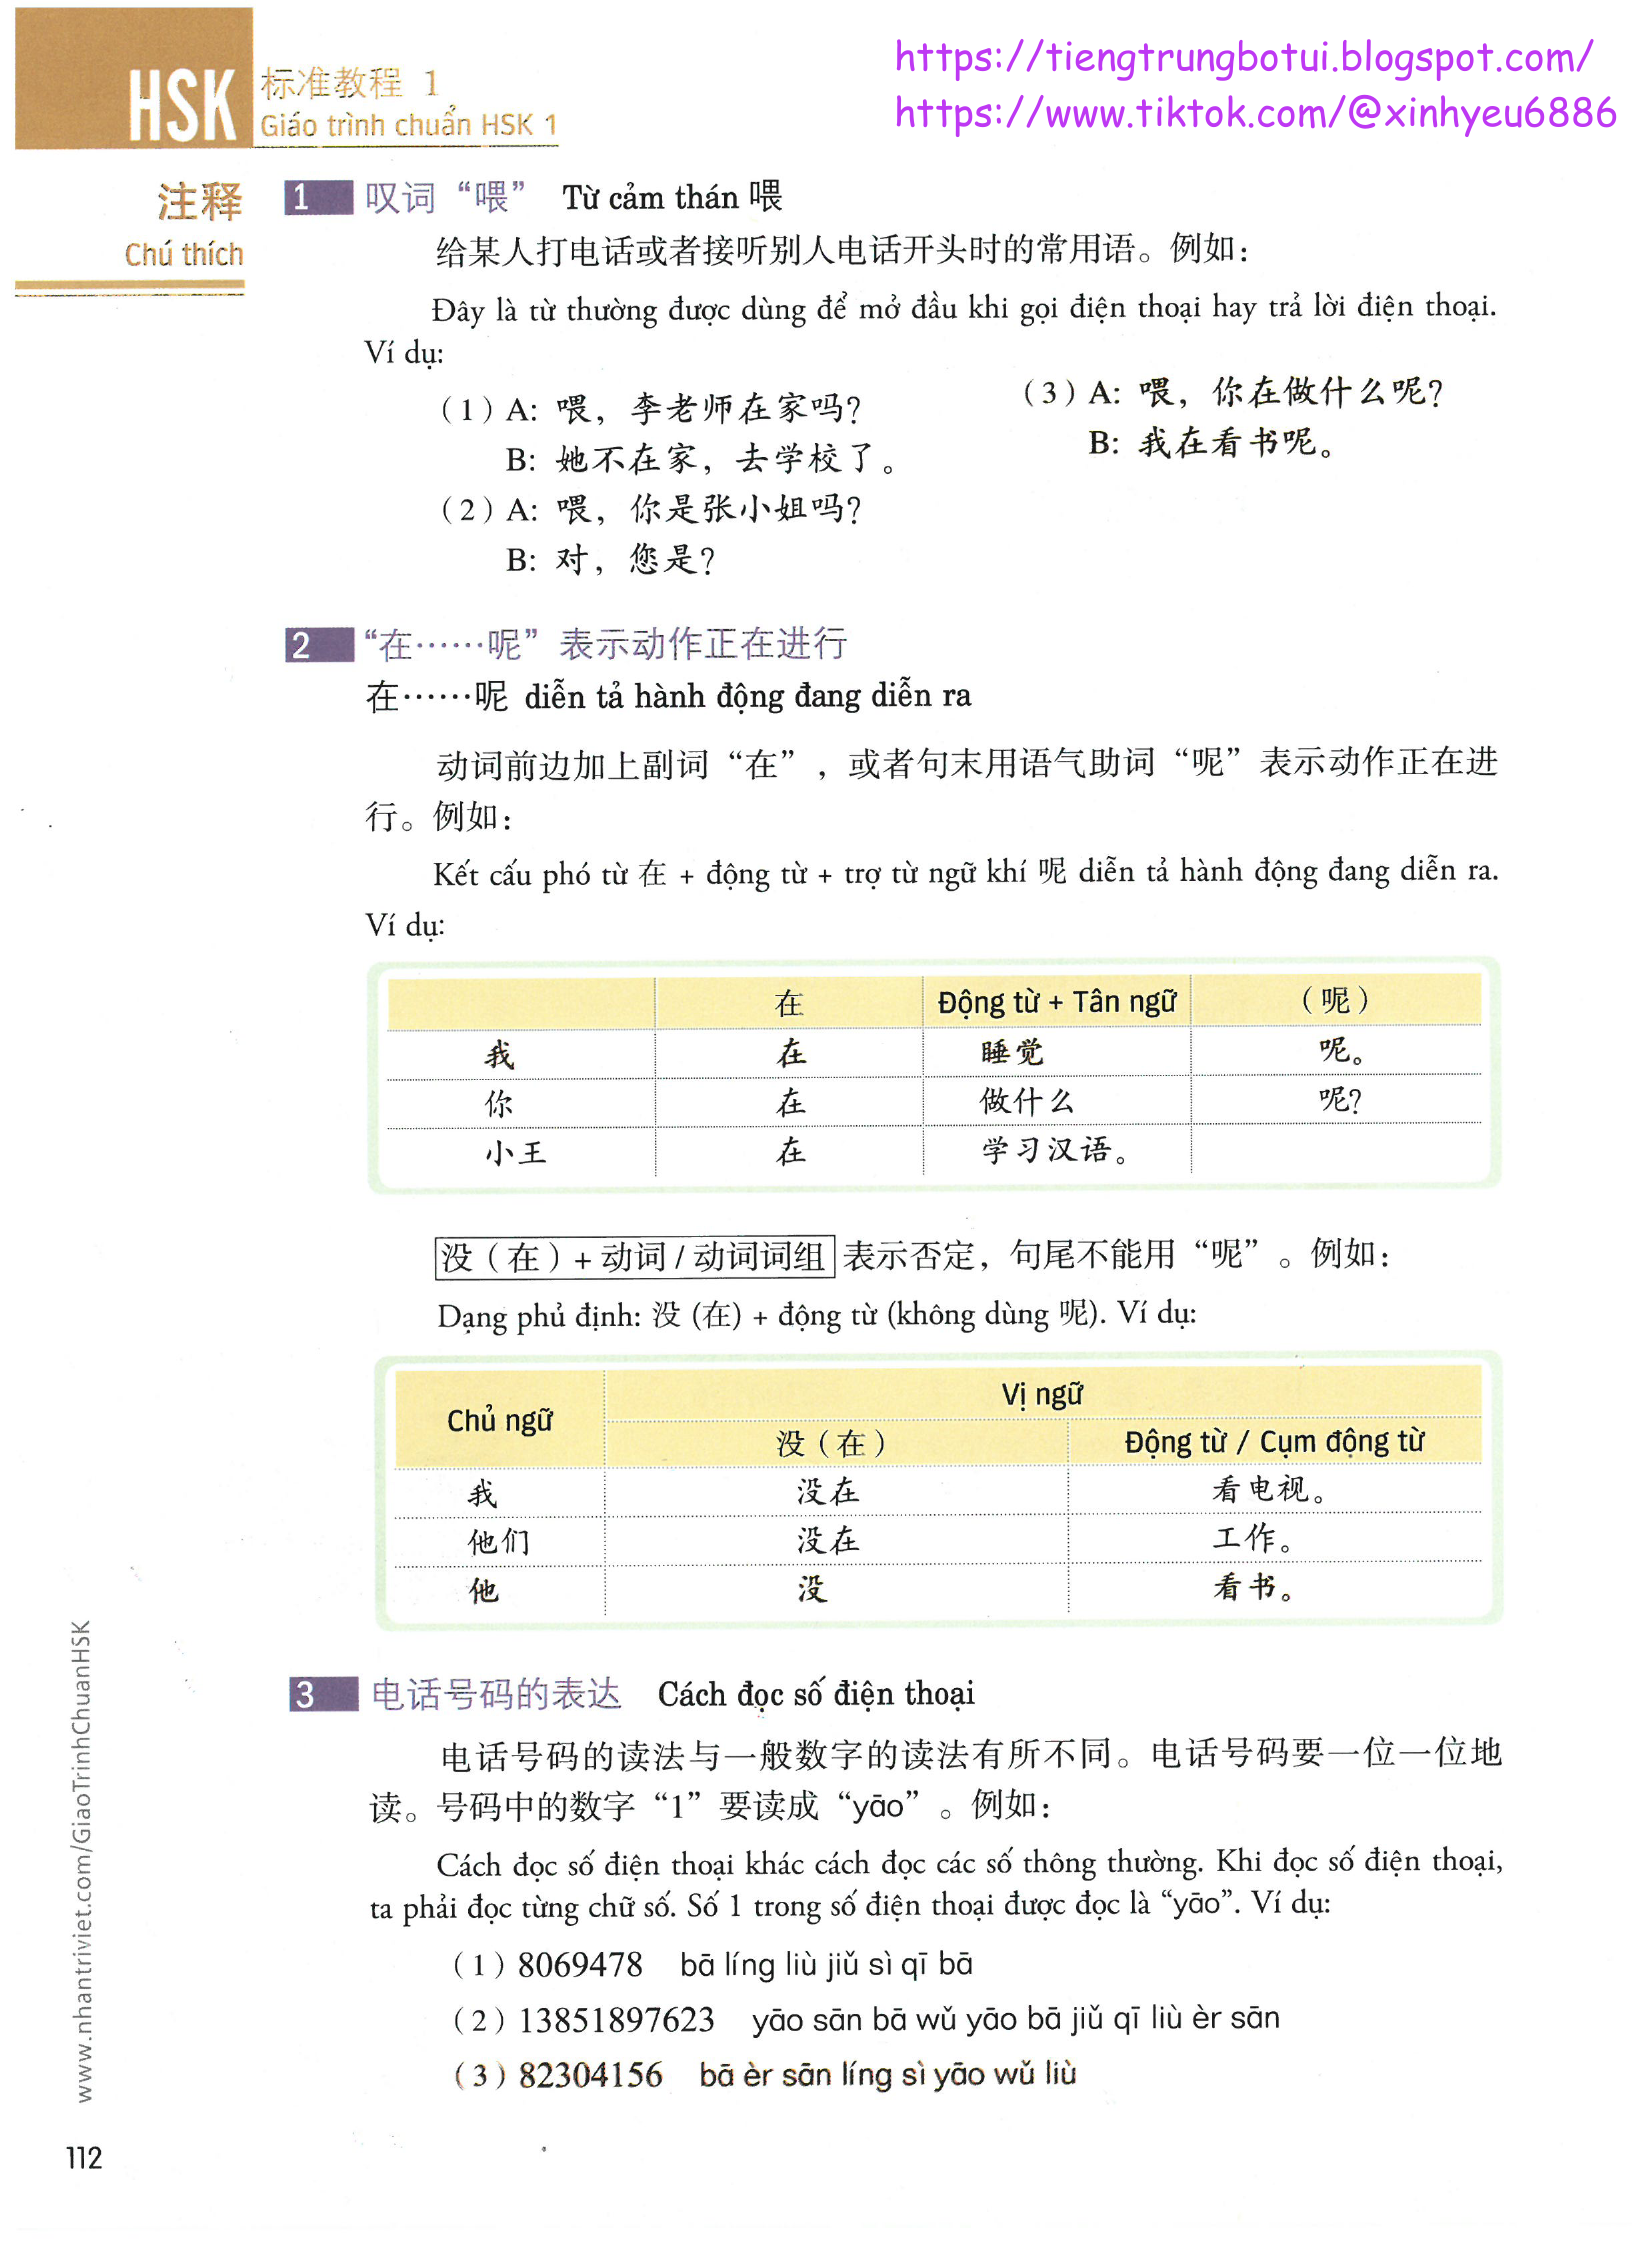 https://tiengtrungbotui.blogspot.com/
https://www.tiktok.com/@xinhyeu6886
HSK 标准教程 1
Giáo trình chuẩn HSK 1
注释
Chú thích
1 叹词“喂” Từ cảm thán 喂
给某人打电话或者接听别人电话开头时的常用语。例如：
Đây là từ thường được dùng để mở đầu khi gọi điện thoại hay trả lời điện thoại.
Ví dụ:
（1）A: 喂，李老师在家吗？
B: 她不在家，去学校了。
（2）A: 喂，你是张小姐吗？
B: 对，您是？
（3）A: 喂，你在做什么呢？
B: 我在看书呢。
2 “在……呢”表示动作正在进行
在……呢 diễn tả hành động đang diễn ra
动词前边加上副词“在”，或者句末用语气助词“呢”表示动作正在进
行。例如：
Kết cấu phó từ 在 + động từ + trợ từ ngữ khí 呢 diễn tả hành động đang diễn ra.
Ví dụ:
在 Động từ + Tân ngữ （呢）
我 在 睡觉 呢。
你 在 做什么 呢？
小王 在 学习汉语。
没（在）+ 动词 / 动词词组 表示否定，句尾不能用“呢”。例如：
Dạng phủ định: 没 (在) + động từ (không dùng 呢). Ví dụ:
Chủ ngữ Vị ngữ
没（在） Động từ / Cụm động từ
我 没在 看电视。
他们 没在 工作。
他 没 看书。
3 电话号码的表达 Cách đọc số điện thoại
电话号码的读法与一般数字的读法有所不同。电话号码要一位一位地
读。号码中的数字“1”要读成“yāo”。例如：
Cách đọc số điện thoại khác cách đọc các số thông thường. Khi đọc số điện thoại,
ta phải đọc từng chữ số. Số 1 trong số điện thoại được đọc là “yāo”. Ví dụ:
（1）8069478 bā líng liù jiǔ sì qī bā
（2）13851897623 yāo sān bā wǔ yāo bā jiǔ qī liù èr sān
（3）82304156 bā èr sān líng sì yāo wǔ liù
www.nhantriviet.com/GiaoTrinhChuanHSK
112